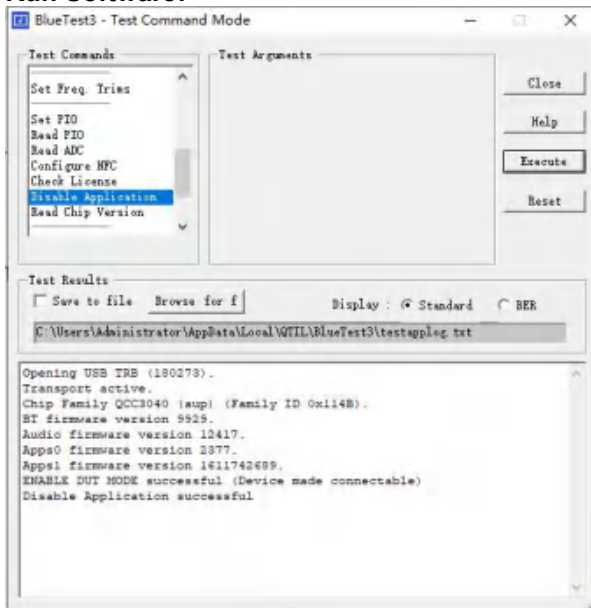 Run Software:
BlueTest3 - Test Command Mode
Test Commands
Test Arguments
Set Freq. Trims
Set PIO
Read PIO
Read ADC
Configure NFC
Check License
Disable Application
Read Chip Version
Close
Help
Execute
Reset
Test Results
Save to file
Browse for f
Display :
Standard
BER
C:\Users\Administrator\AppData\Local\QTIL\BlueTest3\testapplog.txt
Opening USB TRB (180273).
Transport active.
Chip Family QCC3040 (aup) (Family ID 0x114B).
BT firmware version 9929.
Audio firmware version 12417.
Apps0 firmware version 2377.
Apps1 firmware version 1611742689.
ENABLE DUT MODE successful (Device made connectable)
Disable Application successful